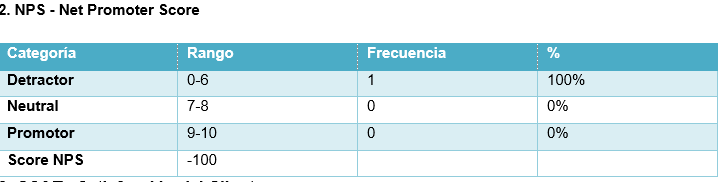 2. NPS - Net Promoter Score
Categoría Rango Frecuencia %
Detractor 0-6 1 100%
Neutral 7-8 0 0%
Promotor 9-10 0 0%
Score NPS -100